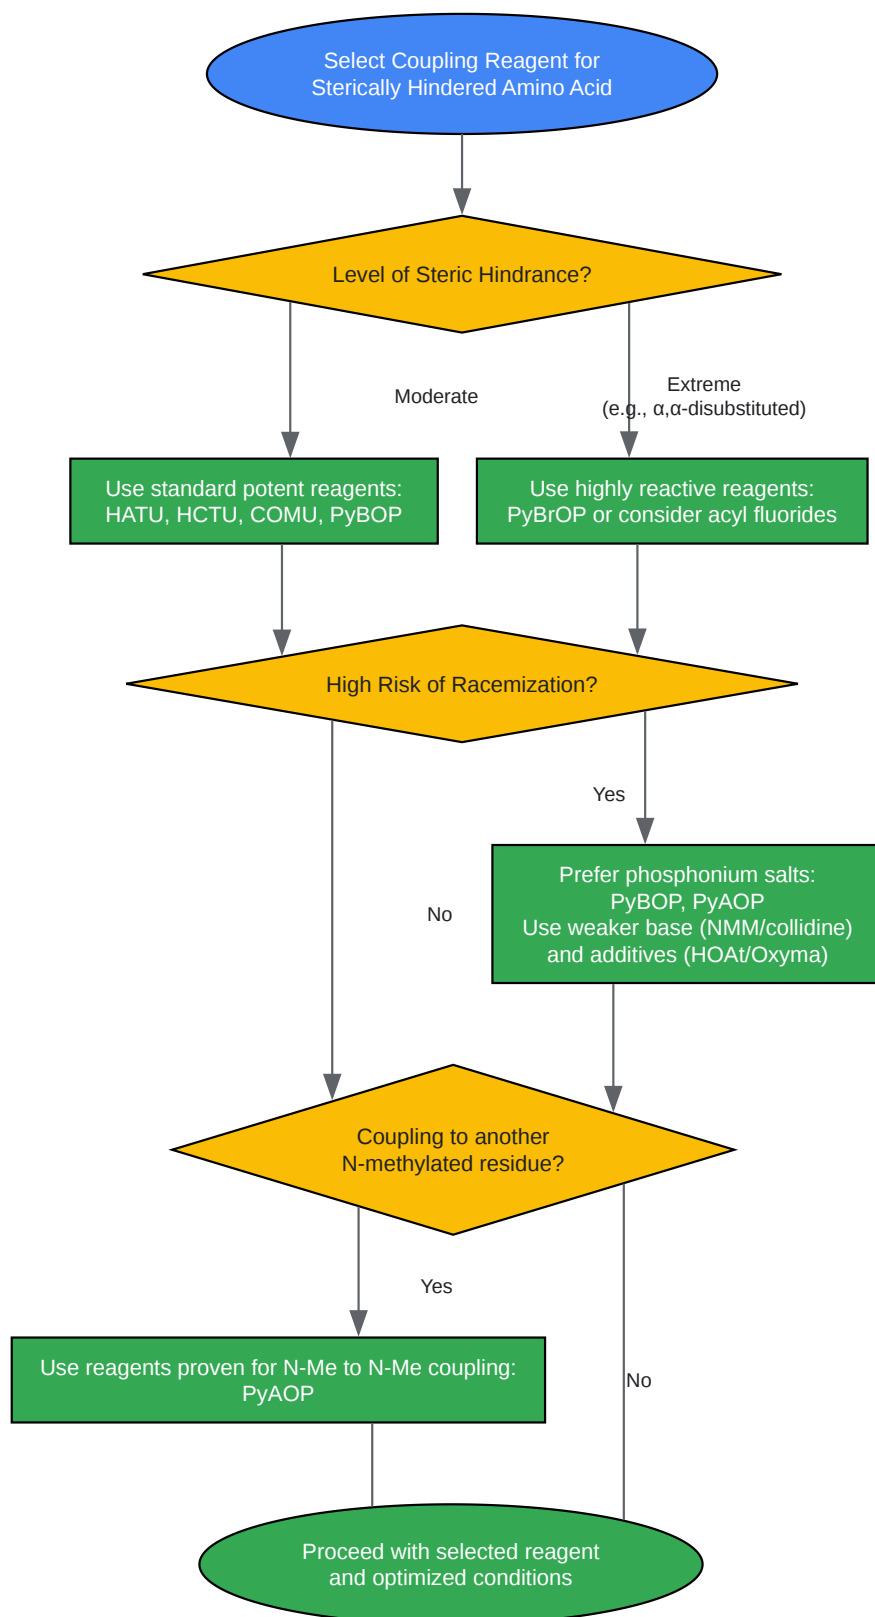 Select Coupling Reagent for
Sterically Hindered Amino Acid
Level of Steric Hindrance?
Moderate
Extreme
(e.g., α,α-disubstituted)
Use standard potent reagents:
HATU, HCTU, COMU, PyBOP
Use highly reactive reagents:
PyBrOP or consider acyl fluorides
High Risk of Racemization?
Yes
No
Prefer phosphonium salts:
PyBOP, PyAOP
Use weaker base (NMM/collidine)
and additives (HOAt/Oxyma)
Coupling to another
N-methylated residue?
Yes
Use reagents proven for N-Me to N-Me coupling:
PyAOP
No
Proceed with selected reagent
and optimized conditions